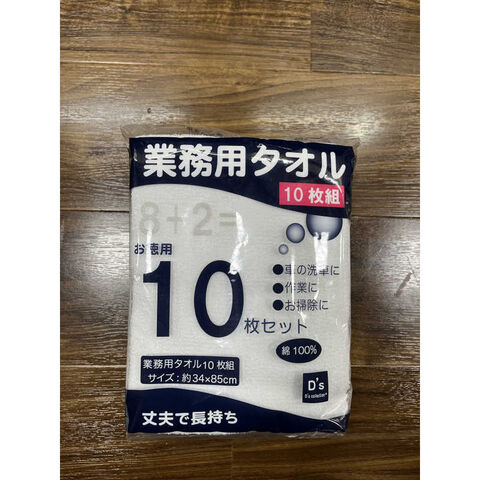 業務用タオル
10枚組
8+2=
お徳用
10
枚セット
●車の洗車に
●作業に
●お掃除に
綿100%
業務用タオル10枚組
サイズ:約34×85cm
D's
D's collection
丈夫で長持ち